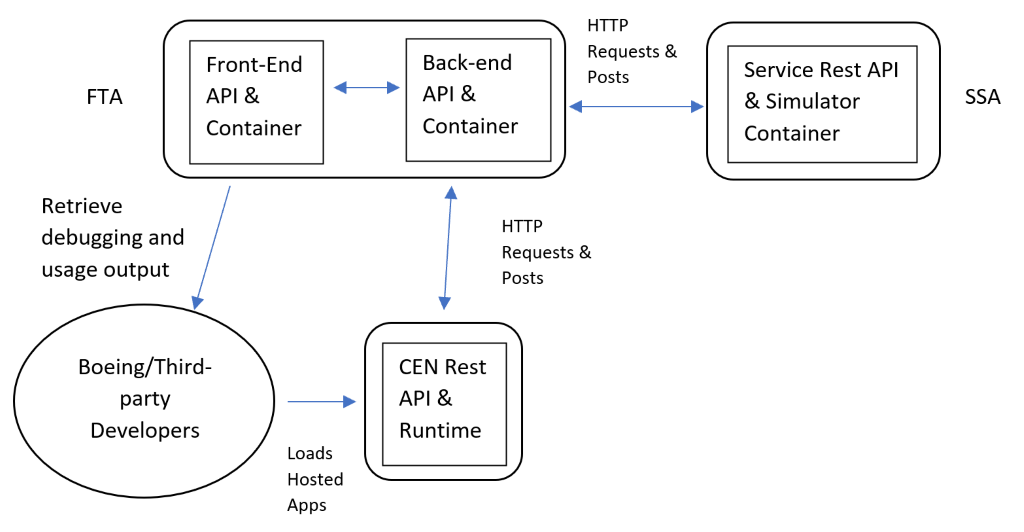 FTA
Front-End
API &
Container
Back-end
API &
Container
HTTP
Requests &
Posts
Service Rest API
& Simulator
Container
SSA
Retrieve
debugging and
usage output
HTTP
Requests &
Posts
Boeing/Third-
party
Developers
Loads
Hosted
Apps
CEN Rest
API &
Runtime